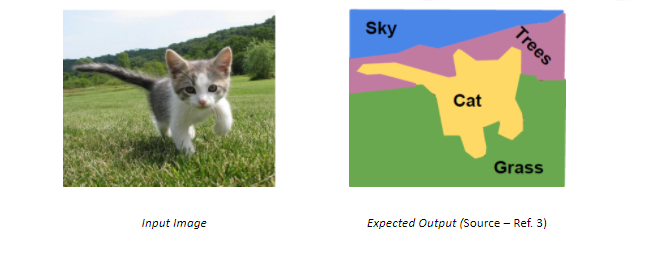 Sky
Trees
Cat
Grass
Input Image
Expected Output (Source – Ref. 3)